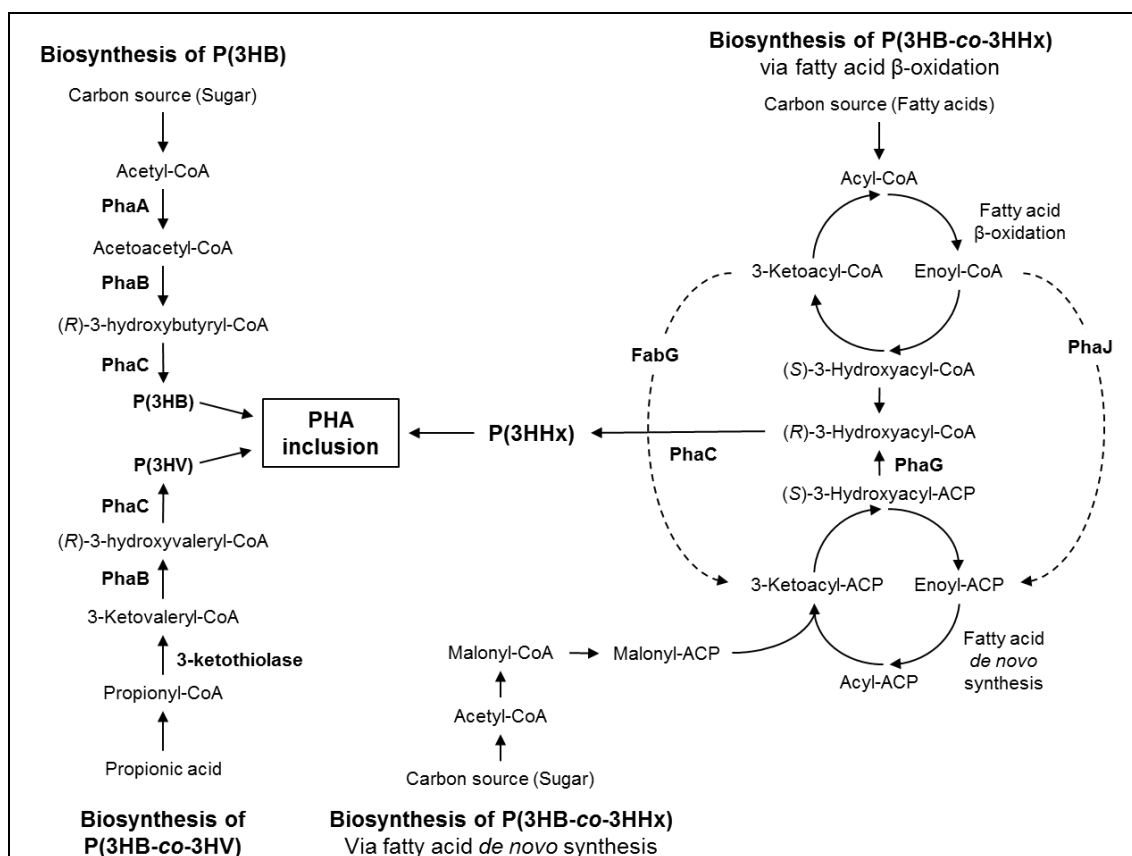 Biosynthesis of P(3HB)
Carbon source (Sugar)
Acetyl-CoA
PhaA
Acetoacetyl-CoA
PhaB
(R)-3-hydroxybutyryl-CoA
PhaC
P(3HB)
PHA
inclusion
P(3HV)
PhaC
(R)-3-hydroxyvaleryl-CoA
PhaB
3-Ketovaleryl-CoA
3-ketothiolase
Propionyl-CoA
Propionic acid
Biosynthesis of
P(3HB-co-3HV)
Biosynthesis of P(3HB-co-3HHx)
via fatty acid β-oxidation
Carbon source (Fatty acids)
Acyl-CoA
Fatty acid
β-oxidation
3-Ketoacyl-CoA
Enoyl-CoA
FabG
PhaJ
(S)-3-Hydroxyacyl-CoA
(R)-3-Hydroxyacyl-CoA
P(3HHx)
PhaC
PhaG
(S)-3-Hydroxyacyl-ACP
3-Ketoacyl-ACP
Enoyl-ACP
Fatty acid
de novo
synthesis
Acyl-ACP
Malonyl-CoA
Malonyl-ACP
Acetyl-CoA
Carbon source (Sugar)
Biosynthesis of P(3HB-co-3HHx)
Via fatty acid de novo synthesis